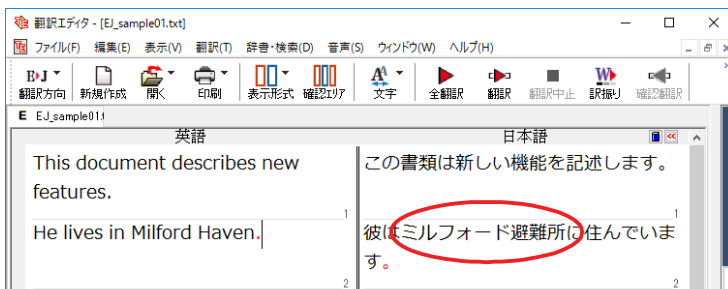 翻訳エディタ - [EJ_sample01.txt]
ファイル(F) 編集(E) 表示(V) 翻訳(T) 辞書・検索(D) 音声(S) ウィンドウ(W) ヘルプ(H)
E▸J
翻訳方向 新規作成 開く 印刷 表示形式 確認エリア 文字 全翻訳 翻訳 翻訳中止 訳振り 確認翻訳
E EJ_sample01.t
英語 日本語
This document describes new
features.
1
この書類は新しい機能を記述します。
1
He lives in Milford Haven.
2
彼はミルフォード避難所に住んでいま
す。
2